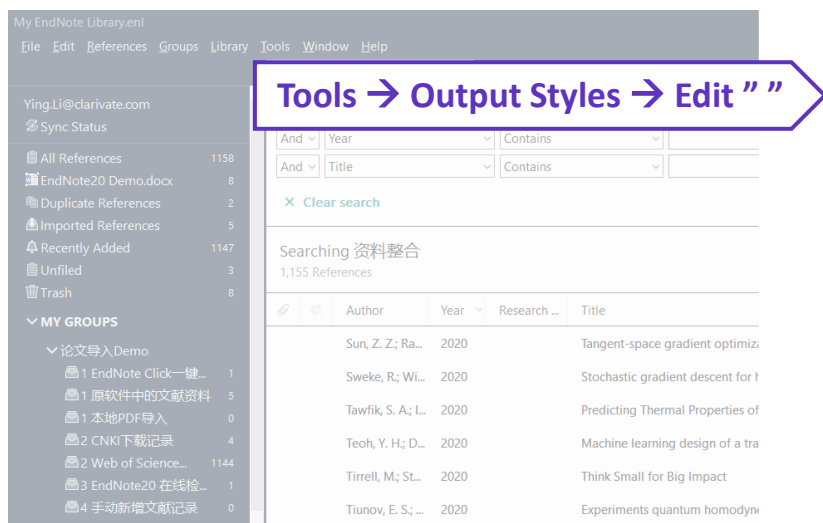 My EndNote Library.enl
File Edit References Groups Library Tools Window Help
Tools → Output Styles → Edit ” ”
Ying.Li@clarivate.com
Sync Status
And Year Contains
All References 1158
And Title Contains
EndNote20 Demo.docx 8
Duplicate References 2
× Clear search
Imported References 5
Recently Added 1147
Searching 资料整合
Unfiled 3
1,155 References
Trash 8
Author Year Research ... Title
MY GROUPS
Sun, Z. Z.; Ra... 2020 Tangent-space gradient optimiza
论文导入Demo
1 EndNote Click一键... 1
Sweke, R.; Wi... 2020 Stochastic gradient descent for
1 原软件中的文献资料 5
1 本地PDF导入 0
Tawfik, S. A.; I... 2020 Predicting Thermal Properties of
2 CNKI下载记录 4
Teoh, Y. H.; D... 2020 Machine learning design of a tra
2 Web of Science... 1144
Tirrell, M.; St... 2020 Think Small for Big Impact
3 EndNote20 在线检... 1
4 手动新增文献记录 0
Tiunov, E. S.; ... 2020 Experiments quantum homodyne